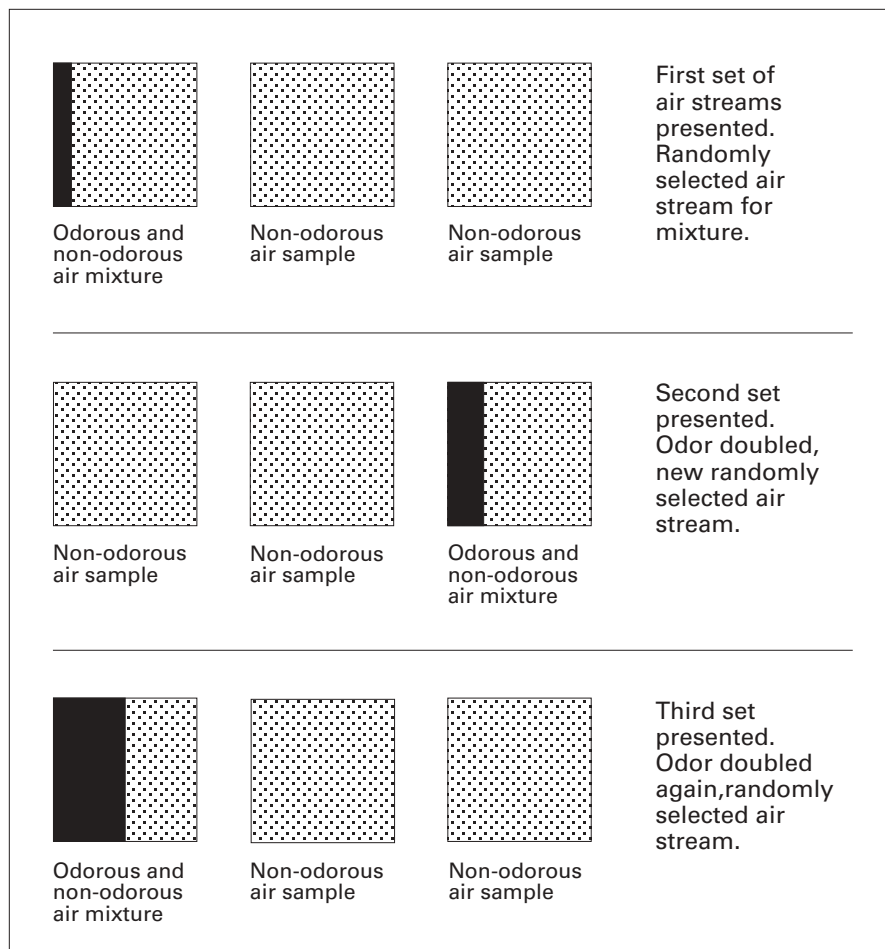 First set of
air streams
presented.
Randomly
selected air
stream for
mixture.
Odorous and
non-odorous
air mixture
Non-odorous
air sample
Non-odorous
air sample
Second set
presented.
Odor doubled,
new randomly
selected air
stream.
Non-odorous
air sample
Non-odorous
air sample
Odorous and
non-odorous
air mixture
Third set
presented.
Odor doubled
again,randomly
selected air
stream.
Odorous and
non-odorous
air mixture
Non-odorous
air sample
Non-odorous
air sample